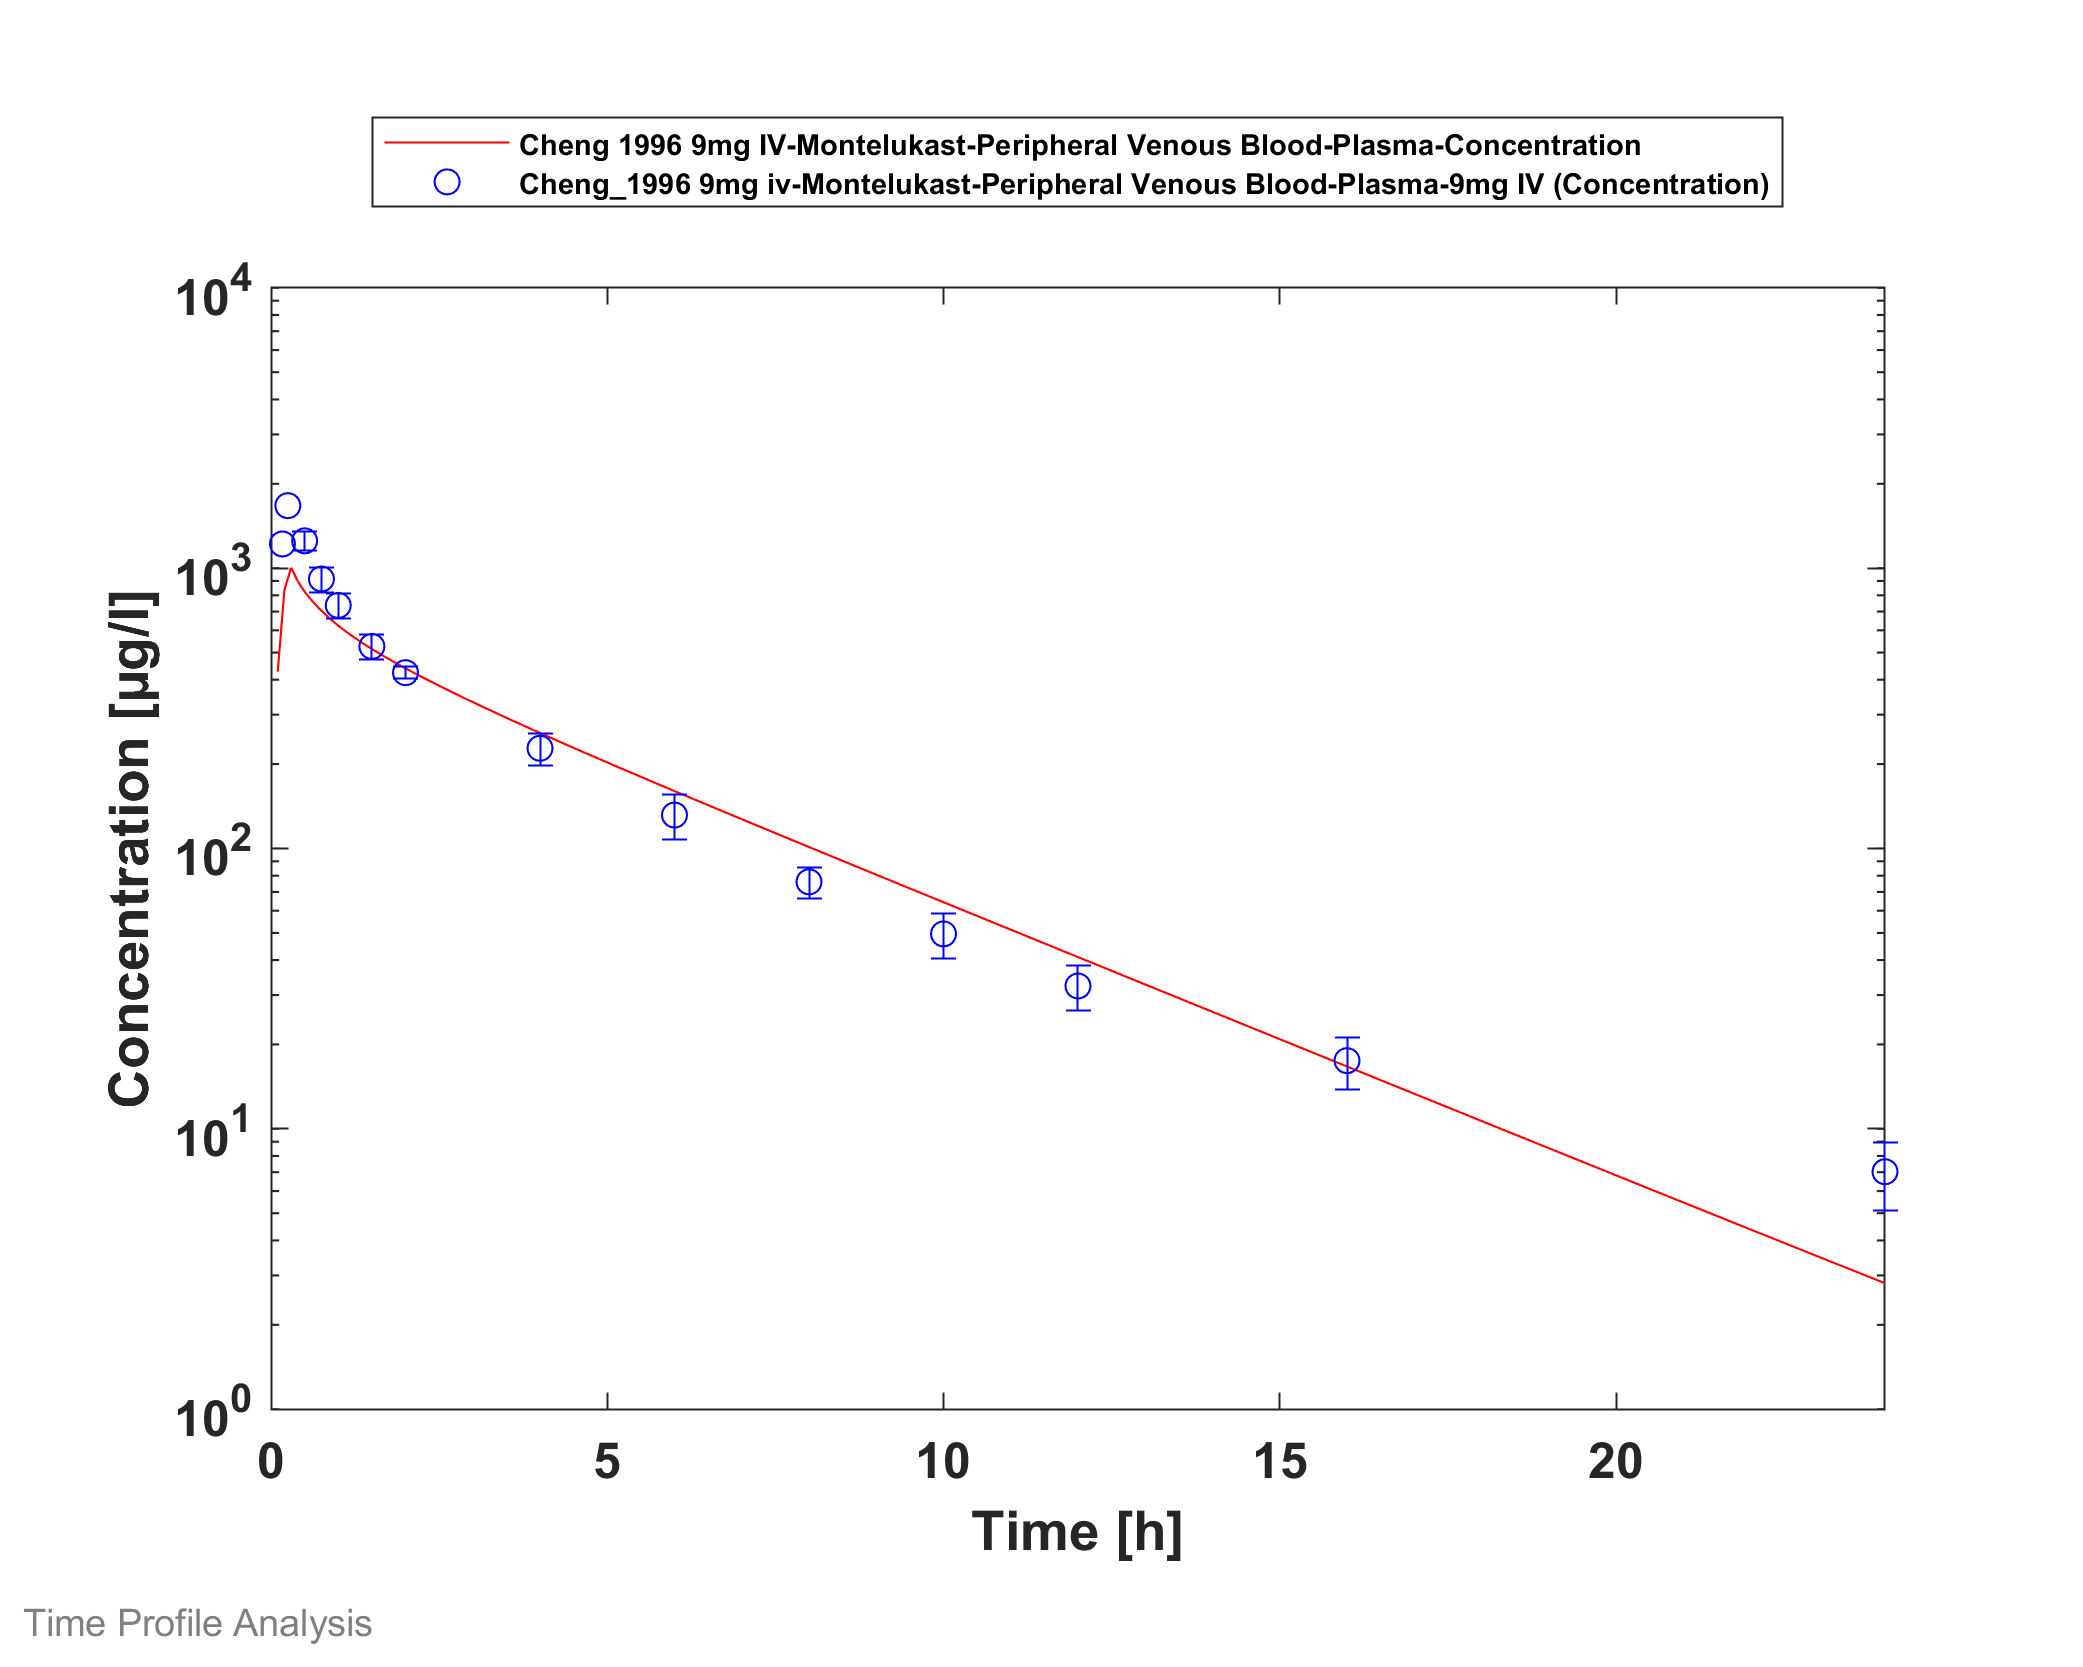 Cheng 1996 9mg IV-Montelukast-Peripheral Venous Blood-Plasma-Concentration
Cheng_1996 9mg iv-Montelukast-Peripheral Venous Blood-Plasma-9mg IV (Concentration)
10^4
10^3
10^2
10^1
10^0
Concentration [µg/l]
0 5 10 15 20
Time [h]
Time Profile Analysis